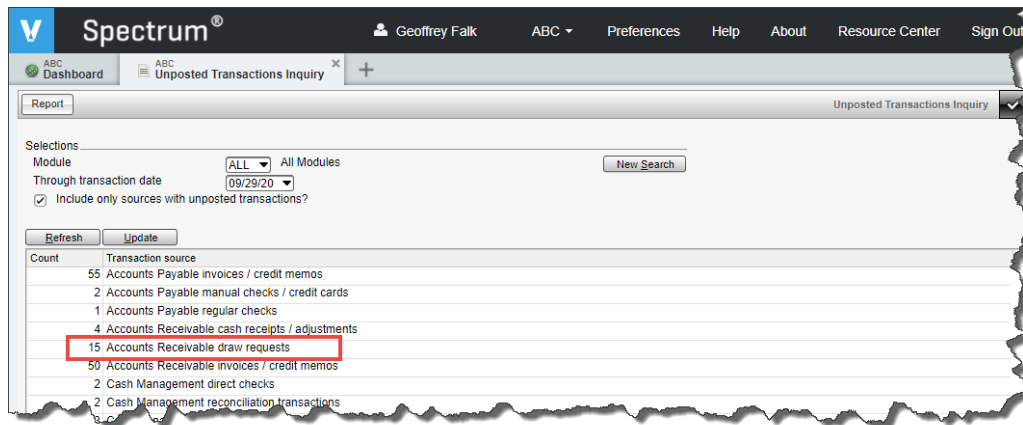 Spectrum®
Geoffrey Falk ABC Preferences Help About Resource Center Sign Out
ABC
Dashboard
ABC
Unposted Transactions Inquiry
Report Unposted Transactions Inquiry
Selections
Module ALL All Modules New Search
Through transaction date 09/29/20
Include only sources with unposted transactions?
Refresh Update
Count Transaction source
55 Accounts Payable invoices / credit memos
2 Accounts Payable manual checks / credit cards
1 Accounts Payable regular checks
4 Accounts Receivable cash receipts / adjustments
15 Accounts Receivable draw requests
50 Accounts Receivable invoices / credit memos
2 Cash Management direct checks
2 Cash Management reconciliation transactions